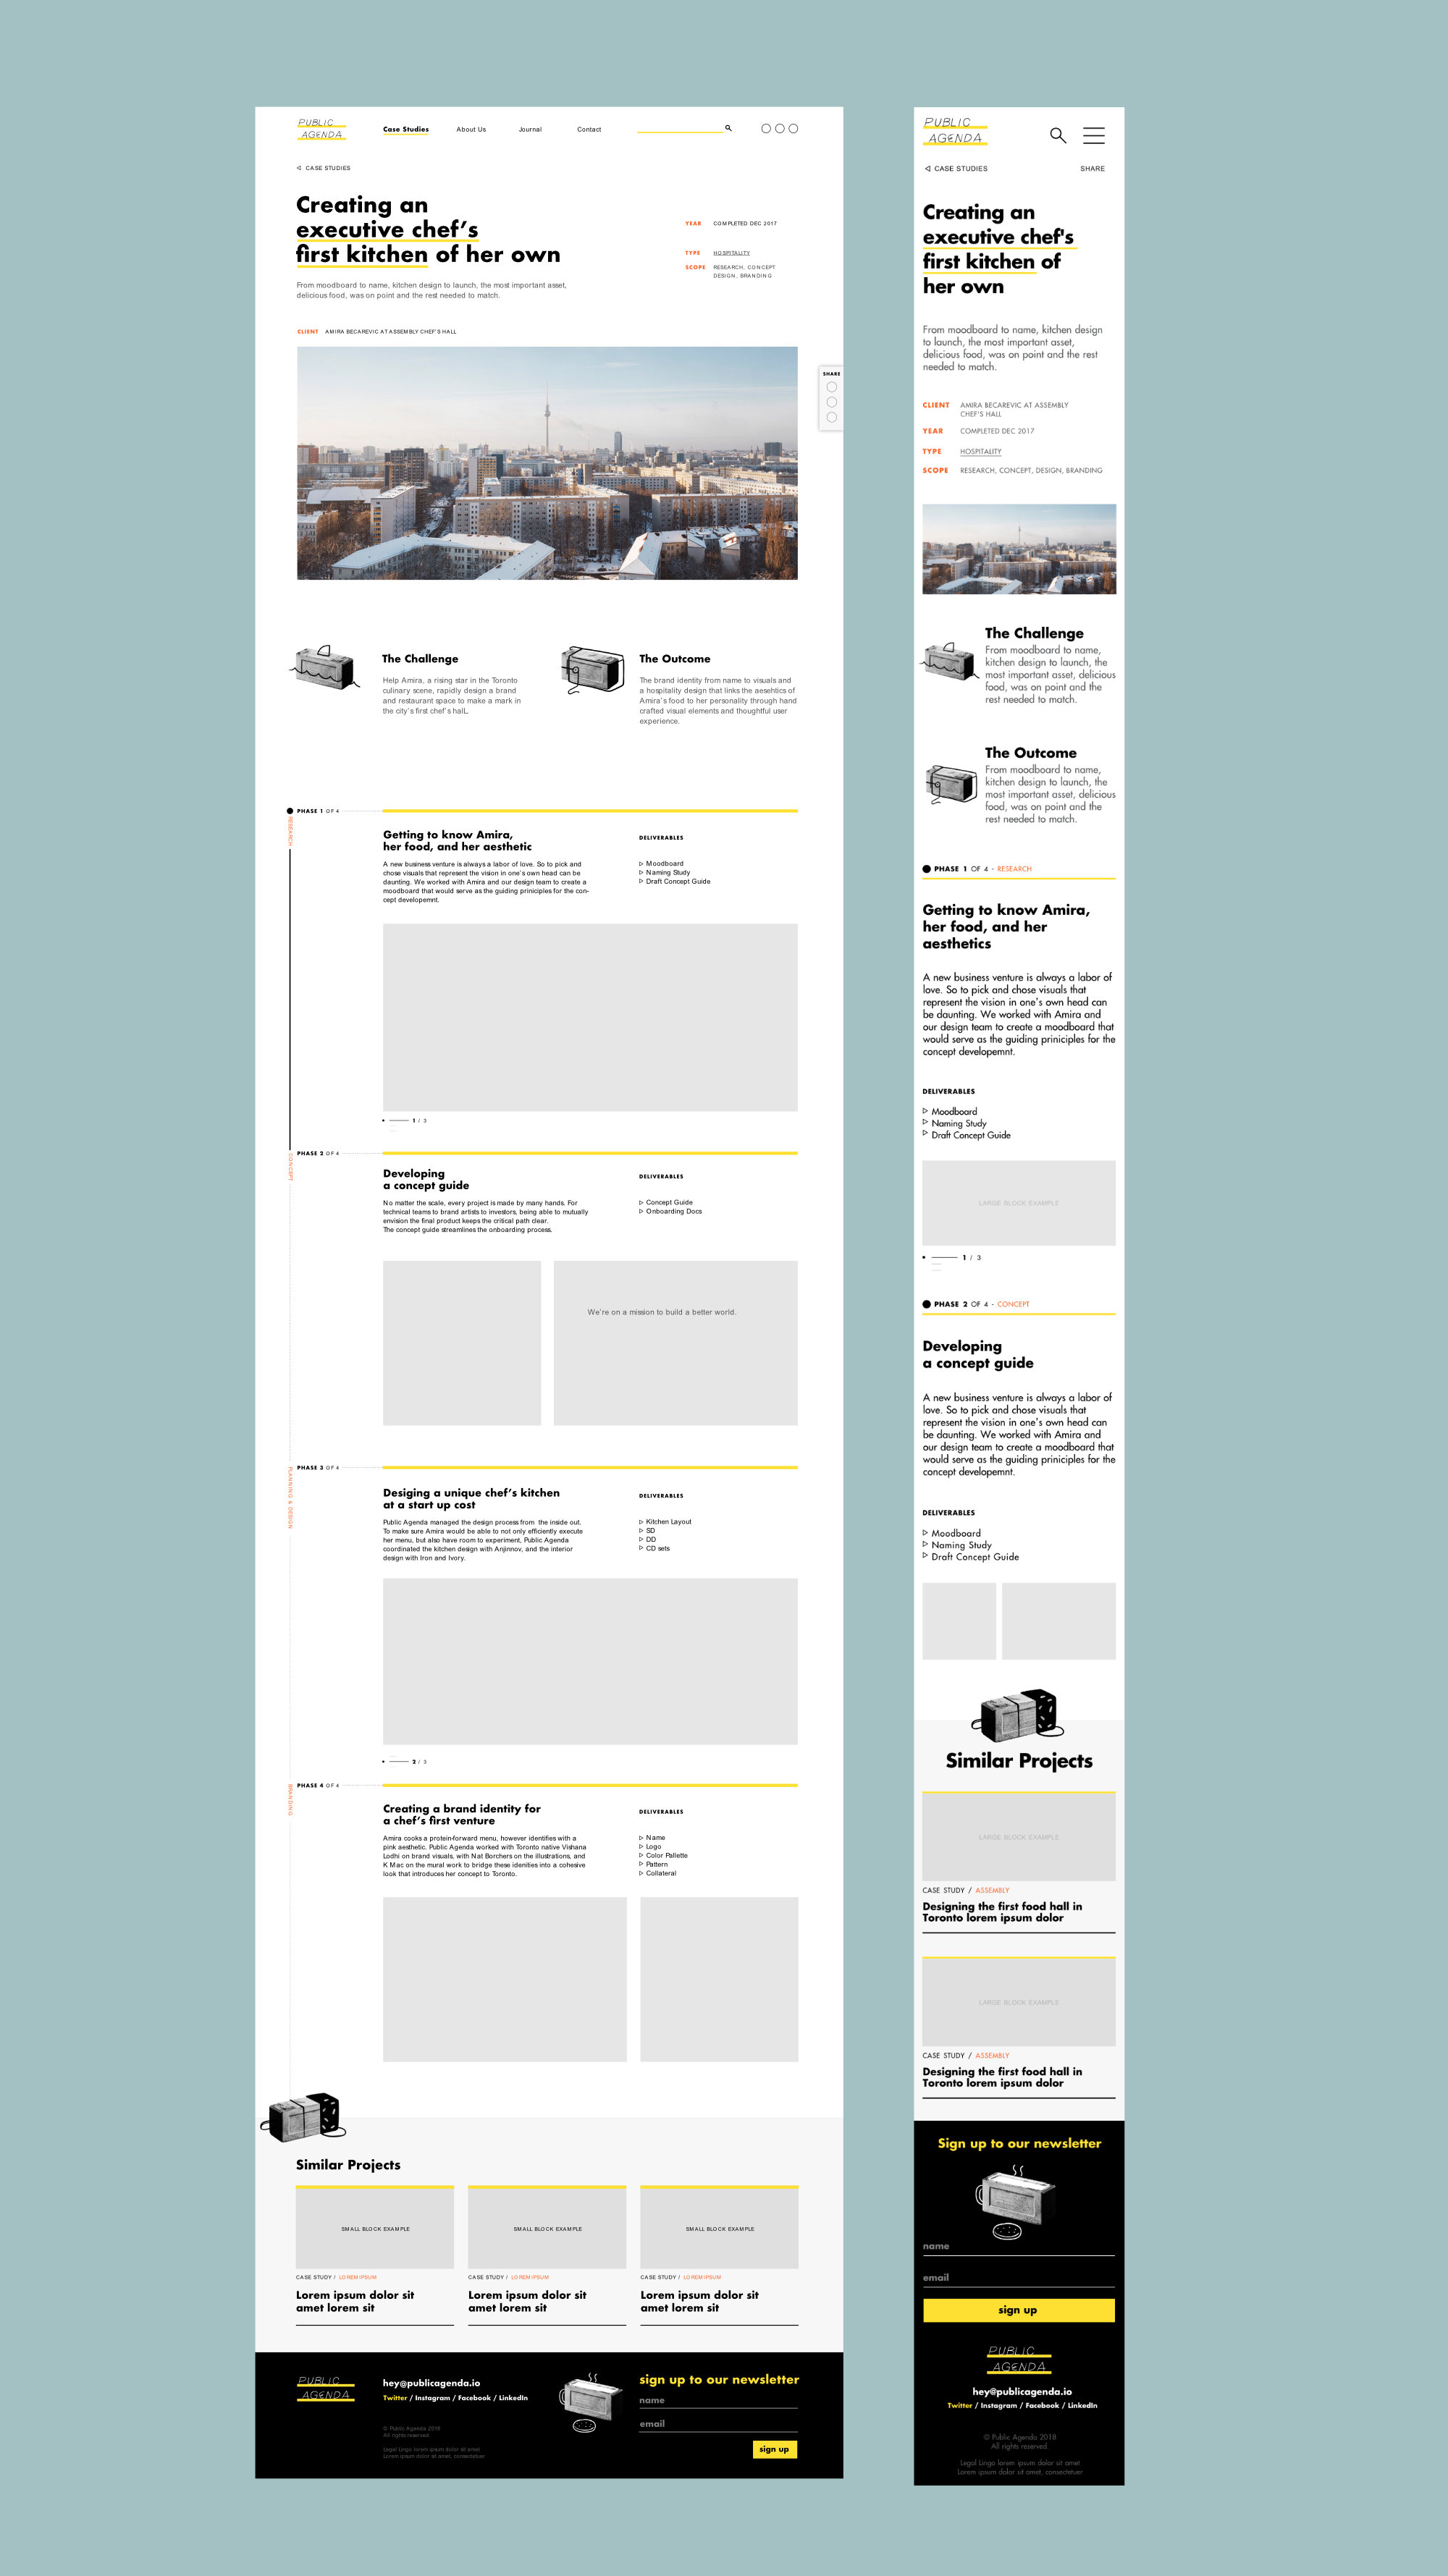 PUBLIC
AGENDA
Case Studies
About Us
Journal
Contact
CASE STUDIES
Creating an
executive chef's
first kitchen of her own
From moodboard to name, kitchen design to launch, the most important asset,
delicious food, was on point and the rest needed to match.
YEAR COMPLETED DEC 2017
TYPE HOSPITALITY
SCOPE RESEARCH, CONCEPT
DESIGN, BRANDING
CLIENT AMIRA BECAREVIC AT ASSEMBLY CHEF'S HALL
SHARE
The Challenge
Help Amira, a rising star in the Toronto
culinary scene, rapidly design a brand
and restaurant space to make a mark in
the city's first chef's hall.
The Outcome
The brand identity from name to visuals and
a hospitality design that links the aesehtics of
Amira's food to her personality through hand
crafted visual elements and thoughtful user
experience.
PHASE 1 OF 4
RESEARCH
Getting to know Amira,
her food, and her aesthetic
A new business venture is always a labor of love. So to pick and
chose visuals that represent the vision in one's own head can be
daunting. We worked with Amira and our design team to create a
moodboard that would serve as the guiding priniciples for the con-
cept developemnt.
DELIVERABLES
Moodboard
Naming Study
Draft Concept Guide
1 / 3
PHASE 2 OF 4
CONCEPT
Developing
a concept guide
No matter the scale, every project is made by many hands. For
technical teams to brand artists to investors, being able to mutually
envision the final product keeps the critical path clear.
The concept guide streamlines the onboarding process.
DELIVERABLES
Concept Guide
Onboarding Docs
We're on a mission to build a better world.
PHASE 3 OF 4
PLANNING & DESIGN
Desiging a unique chef's kitchen
at a start up cost
Public Agenda managed the design process from the inside out.
To make sure Amira would be able to not only efficiently execute
her menu, but also have room to experiment, Public Agenda
coordinated the kitchen design with Anjinnov, and the interior
design with Iron and Ivory.
DELIVERABLES
Kitchen Layout
SD
DD
CD sets
2 / 3
PHASE 4 OF 4
BRANDING
Creating a brand identity for
a chef's first venture
Amira cooks a protein-forward menu, however identifies with a
pink aesthetic. Public Agenda worked with Toronto native Vishana
Lodhi on brand visuals, with Nat Borchers on the illustrations, and
K Mac on the mural work to bridge these idenities into a cohesive
look that introduces her concept to Toronto.
DELIVERABLES
Name
Logo
Color Pallette
Pattern
Collateral
Similar Projects
SMALL BLOCK EXAMPLE
SMALL BLOCK EXAMPLE
SMALL BLOCK EXAMPLE
CASE STUDY / LOREM IPSUM
CASE STUDY / LOREM IPSUM
CASE STUDY / LOREM IPSUM
Lorem ipsum dolor sit
amet lorem sit
Lorem ipsum dolor sit
amet lorem sit
Lorem ipsum dolor sit
amet lorem sit
PUBLIC
AGENDA
hey@publicagenda.io
Twitter / Instagram / Facebook / LinkedIn
© Public Agenda 2018
All rights reserved.
Legal Lingo lorem ipsum dolor sit amet
Lorem ipsum dolor sit amet, consectetuer
sign up to our newsletter
name
email
sign up
PUBLIC
AGENDA
CASE STUDIES
SHARE
Creating an
executive chef's
first kitchen of
her own
From moodboard to name, kitchen design
to launch, the most important asset,
delicious food, was on point and the rest
needed to match.
CLIENT AMIRA BECAREVIC AT ASSEMBLY
CHEF'S HALL
YEAR COMPLETED DEC 2017
TYPE HOSPITALITY
SCOPE RESEARCH, CONCEPT, DESIGN, BRANDING
The Challenge
From moodboard to name,
kitchen design to launch, the
most important asset, delicious
food, was on point and the
rest needed to match.
The Outcome
From moodboard to name,
kitchen design to launch, the
most important asset, delicious
food, was on point and the
rest needed to match.
PHASE 1 OF 4 - RESEARCH
Getting to know Amira,
her food, and her
aesthetics
A new business venture is always a labor of
love. So to pick and chose visuals that
represent the vision in one's own head can
be daunting. We worked with Amira and
our design team to create a moodboard that
would serve as the guiding priniciples for the
concept developemnt.
DELIVERABLES
Moodboard
Naming Study
Draft Concept Guide
LARGE BLOCK EXAMPLE
1 / 3
PHASE 2 OF 4 - CONCEPT
Developing
a concept guide
A new business venture is always a labor of
love. So to pick and chose visuals that
represent the vision in one's own head can
be daunting. We worked with Amira and
our design team to create a moodboard that
would serve as the guiding priniciples for the
concept developemnt.
DELIVERABLES
Moodboard
Naming Study
Draft Concept Guide
Similar Projects
LARGE BLOCK EXAMPLE
CASE STUDY / ASSEMBLY
Designing the first food hall in
Toronto lorem ipsum dolor
LARGE BLOCK EXAMPLE
CASE STUDY / ASSEMBLY
Designing the first food hall in
Toronto lorem ipsum dolor
Sign up to our newsletter
name
email
sign up
PUBLIC
AGENDA
hey@publicagenda.io
Twitter / Instagram / Facebook / LinkedIn
© Public Agenda 2018
All rights reserved.
Legal Lingo lorem ipsum dolor sit amet
Lorem ipsum dolor sit amet, consectetuer